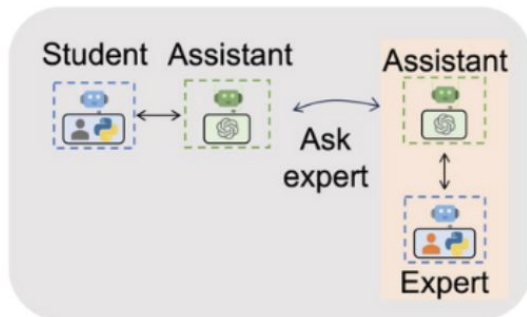 Student Assistant
Assistant
Ask
expert
Expert